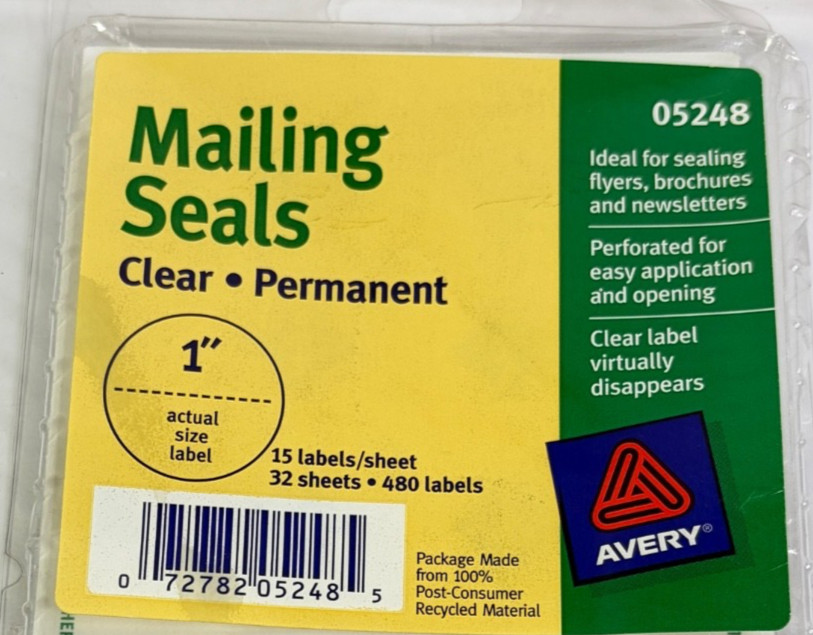 Mailing
Seals
Clear • Permanent
1"
actual
size
label
15 labels/sheet
32 sheets • 480 labels
0 72782 05248 5
Package Made
from 100%
Post-Consumer
Recycled Material
05248
Ideal for sealing
flyers, brochures
and newsletters
Perforated for
easy application
and opening
Clear label
virtually
disappears
AVERY®